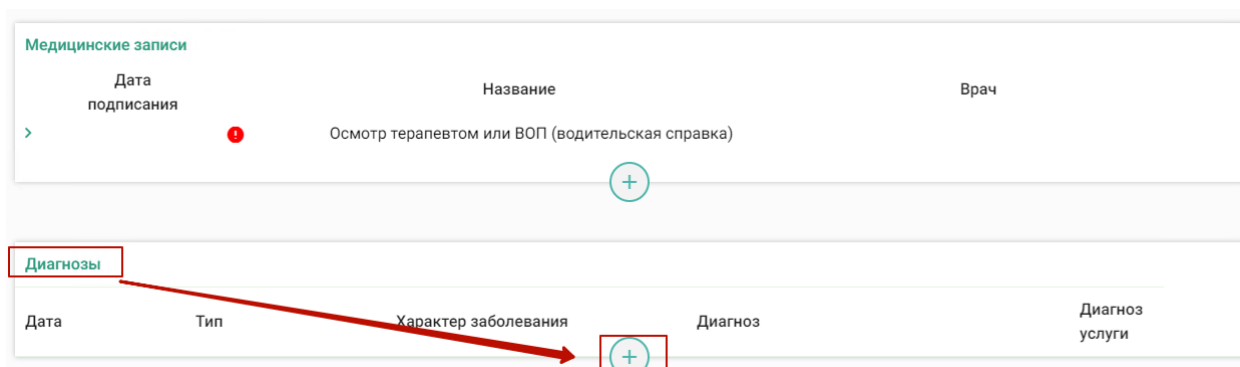 Медицинские записи
Дата
подписания
Название
Врач
Осмотр терапевтом или ВОП (водительская справка)
Диагнозы
Дата
Тип
Характер заболевания
Диагноз
Диагноз
услуги